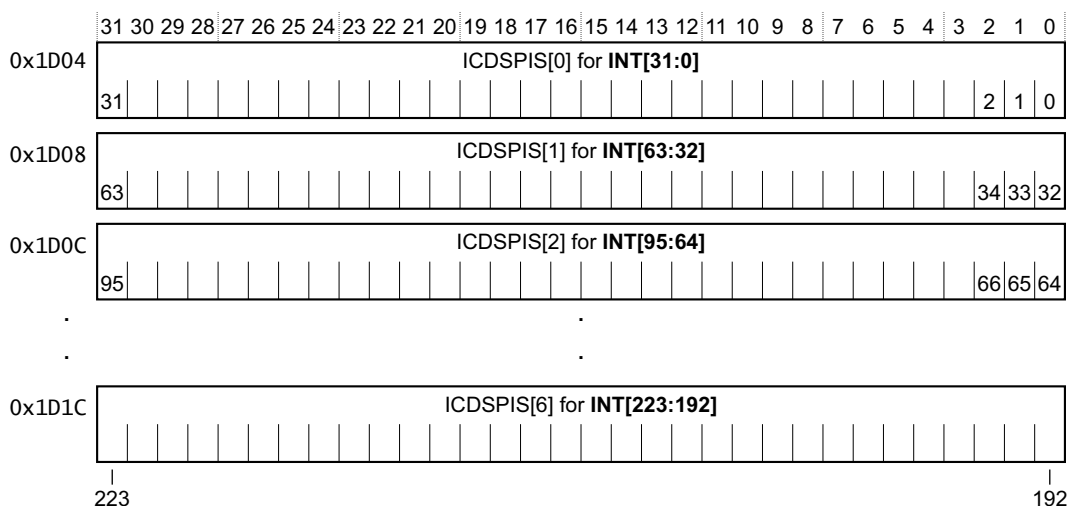 31 30 29 28 27 26 25 24 23 22 21 20 19 18 17 16 15 14 13 12 11 10 9 8 7 6 5 4 3 2 1 0
0x1D04 ICDSPIS[0] for INT[31:0]
31 2 1 0
0x1D08 ICDSPIS[1] for INT[63:32]
63 34 33 32
0x1D0C ICDSPIS[2] for INT[95:64]
95 66 65 64
. .
. .
0x1D1C ICDSPIS[6] for INT[223:192]
223 192